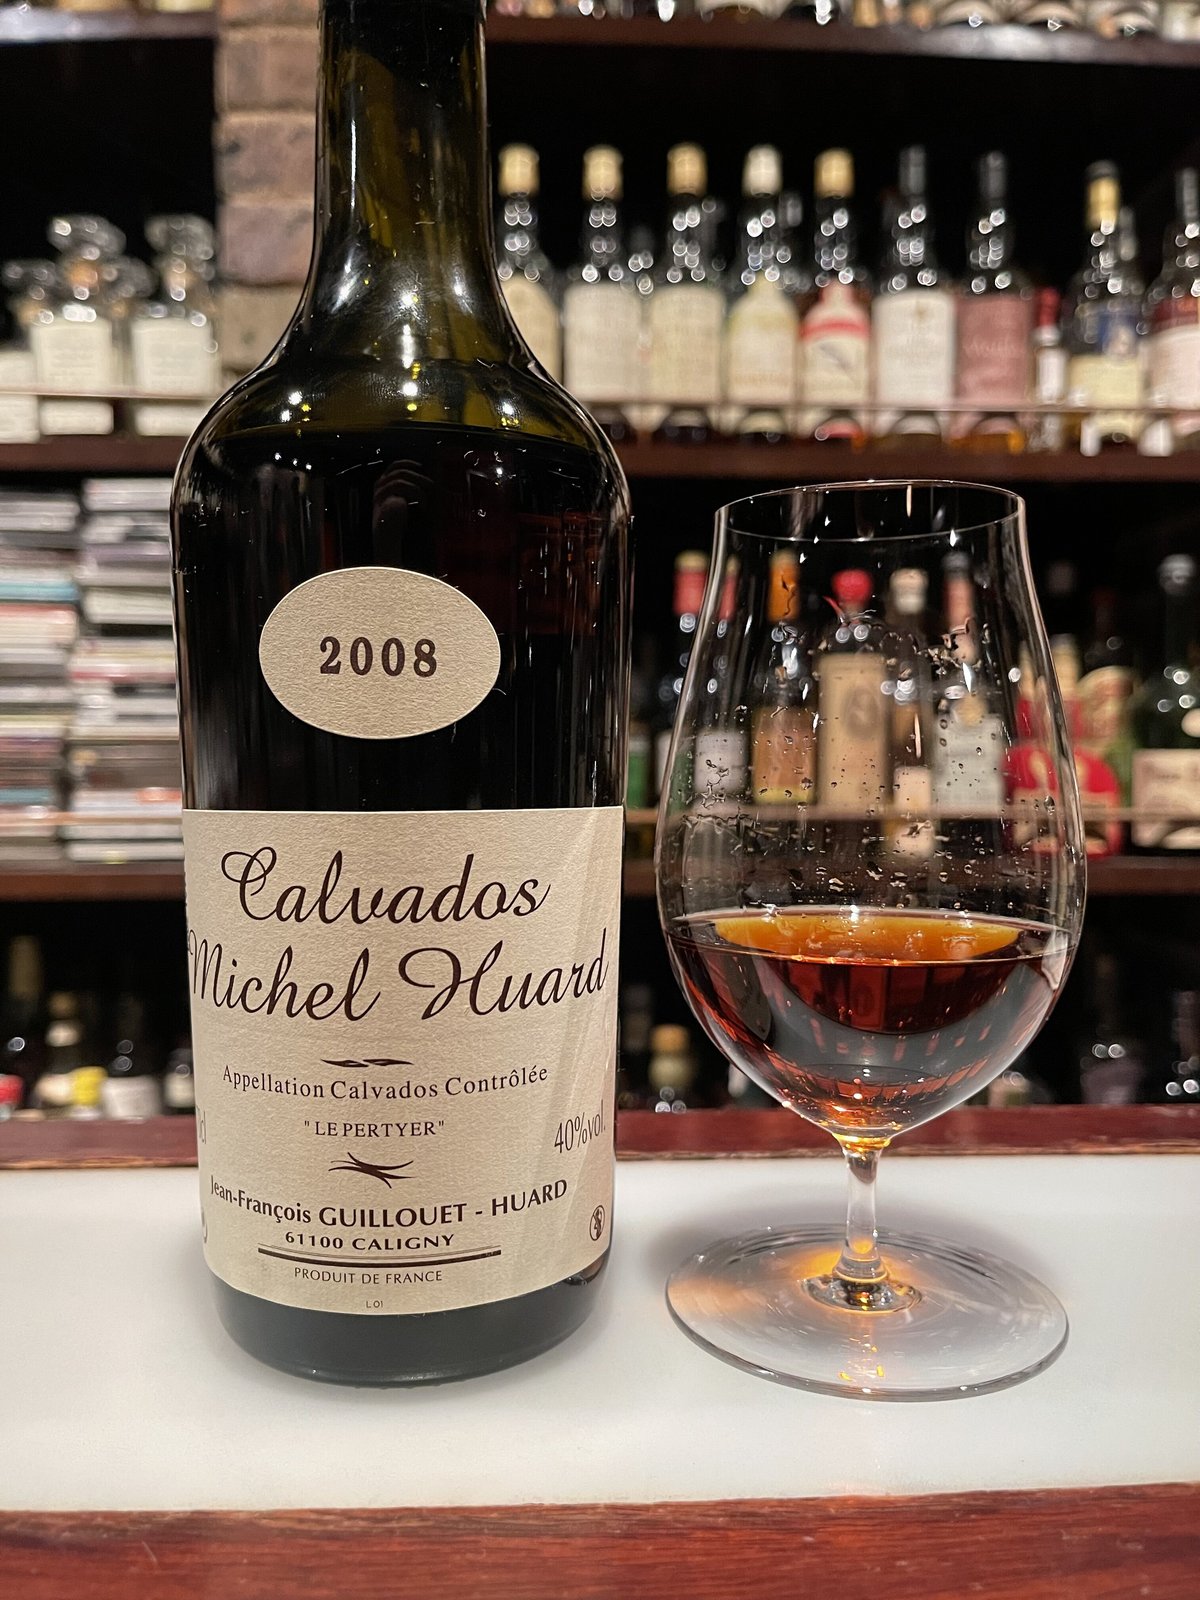 2008
Calvados
Michel Huard
Appellation Calvados Contrôlée
"LE PERTYER"
40%vol.
Jean-François GUILLOUET - HUARD
61100 CALIGNY
PRODUIT DE FRANCE
L 01